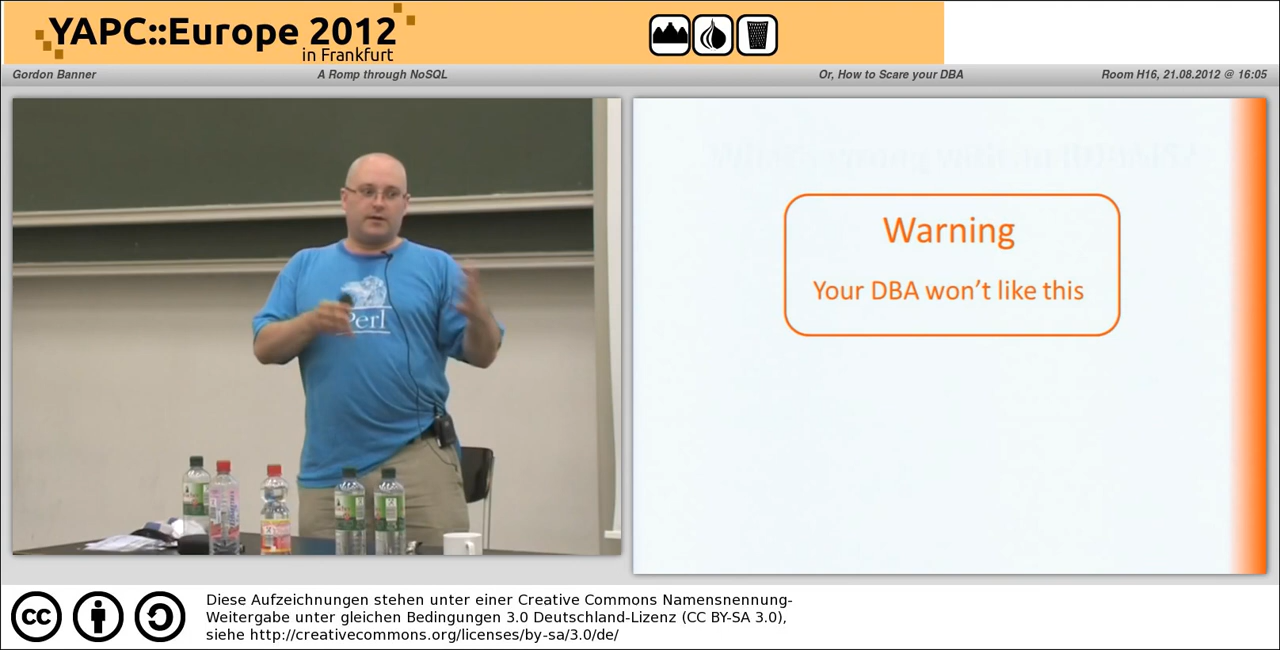 YAPC::Europe 2012
in Frankfurt
Gordon Banner
A Romp through NoSQL
Or, How to Scare your DBA
Room H16, 21.08.2012 @ 16:05
Perl
Warning
Your DBA won't like this
cc
Diese Aufzeichnungen stehen unter einer Creative Commons Namensnennung-
Weitergabe unter gleichen Bedingungen 3.0 Deutschland-Lizenz (CC BY-SA 3.0),
siehe http://creativecommons.org/licenses/by-sa/3.0/de/